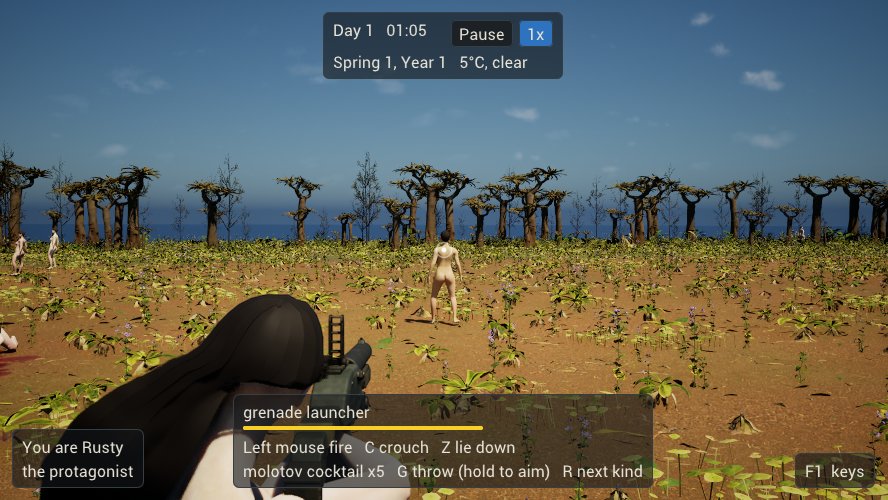 Day 1 01:05 Pause 1x
Spring 1, Year 1 5°C, clear
grenade launcher
Left mouse fire C crouch Z lie down
molotov cocktail x5 G throw (hold to aim) R next kind
You are Rusty
the protagonist
F1 keys